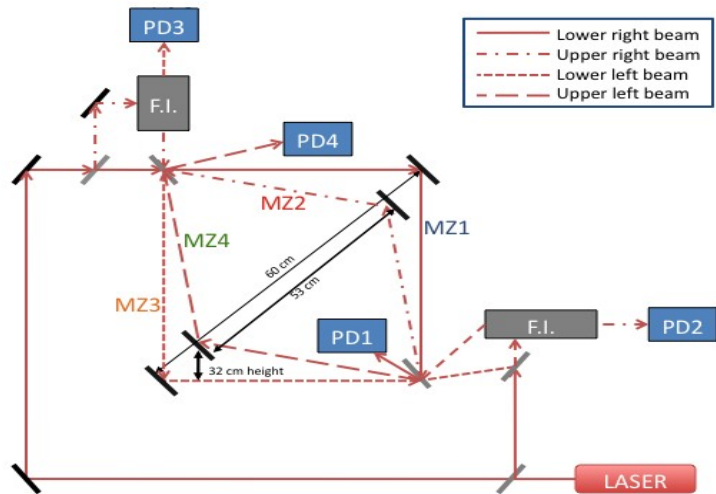 PD3
Lower right beam
Upper right beam
Lower left beam
Upper left beam
F.I.
PD4
MZ2
MZ1
MZ4
60 cm
53 cm
MZ3
F.I.
PD2
PD1
32 cm height
LASER